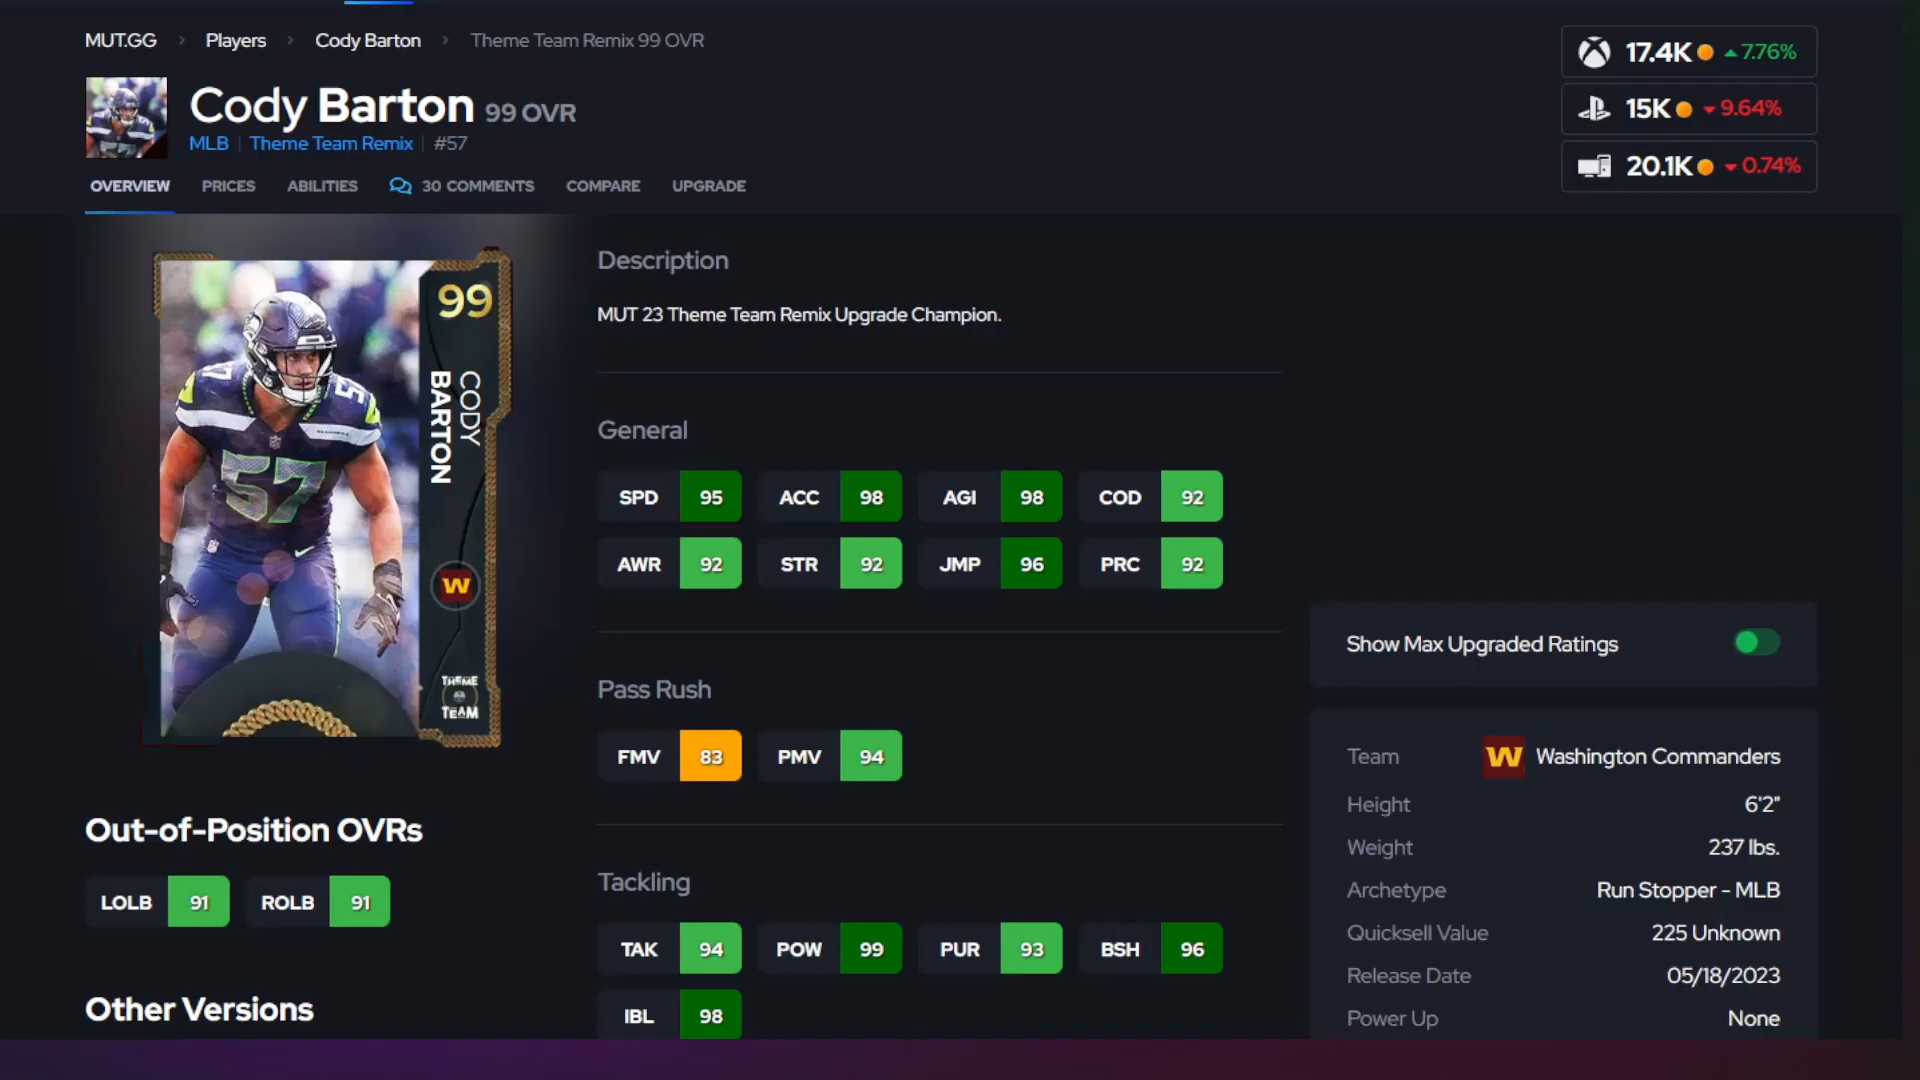 MUT.GG > Players > Cody Barton > Theme Team Remix 99 OVR
Cody Barton 99 OVR
MLB | Theme Team Remix | #57
17.4K 7.76%
15K 9.64%
20.1K 0.74%
OVERVIEW PRICES ABILITIES 30 COMMENTS COMPARE UPGRADE
99
CODY
BARTON
57
57
W
THEME
TEAM
Out-of-Position OVRs
LOLB 91 ROLB 91
Other Versions
Description
MUT 23 Theme Team Remix Upgrade Champion.
General
SPD 95 ACC 98 AGI 98 COD 92
AWR 92 STR 92 JMP 96 PRC 92
Pass Rush
FMV 83 PMV 94
Tackling
TAK 94 POW 99 PUR 93 BSH 96
IBL 98
Show Max Upgraded Ratings
Team W Washington Commanders
Height 6'2"
Weight 237 lbs.
Archetype Run Stopper - MLB
Quicksell Value 225 Unknown
Release Date 05/18/2023
Power Up None